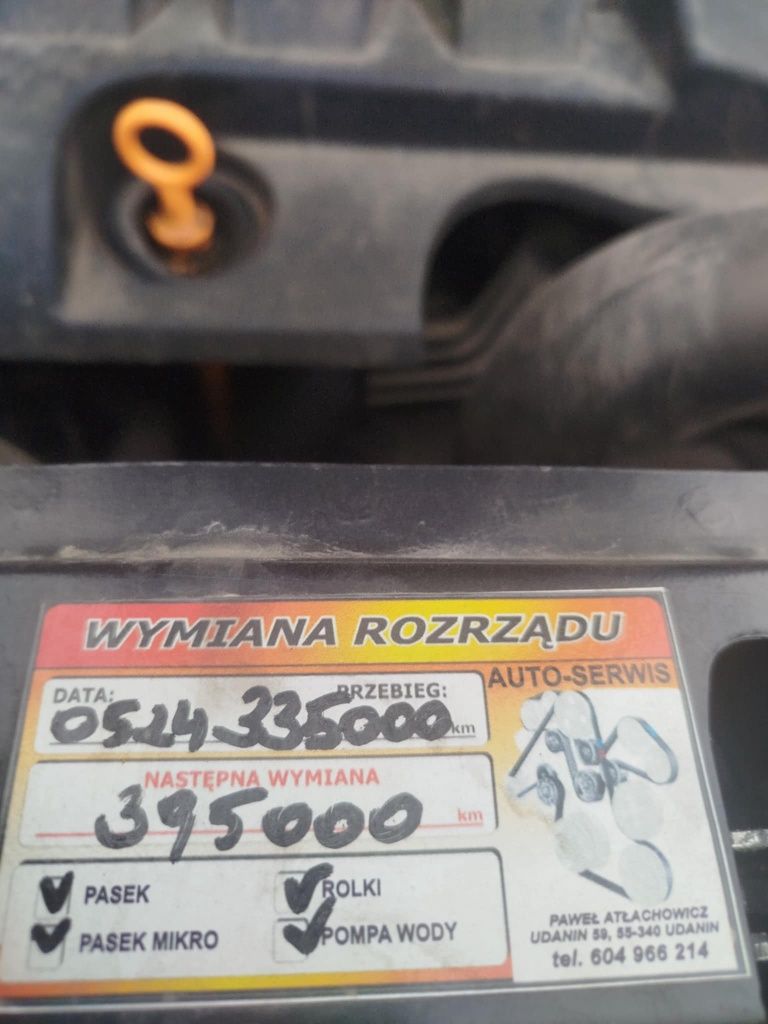 WYMIANA ROZRZĄDU
AUTO-SERWIS
DATA: PRZEBIEG:
05.24 335000 km
NASTĘPNA WYMIANA
395000 km
PASEK
ROLKI
PASEK MIKRO
POMPA WODY
PAWEŁ ATŁACHOWICZ
UDANIN 59, 55-340 UDANIN
tel. 604 966 214